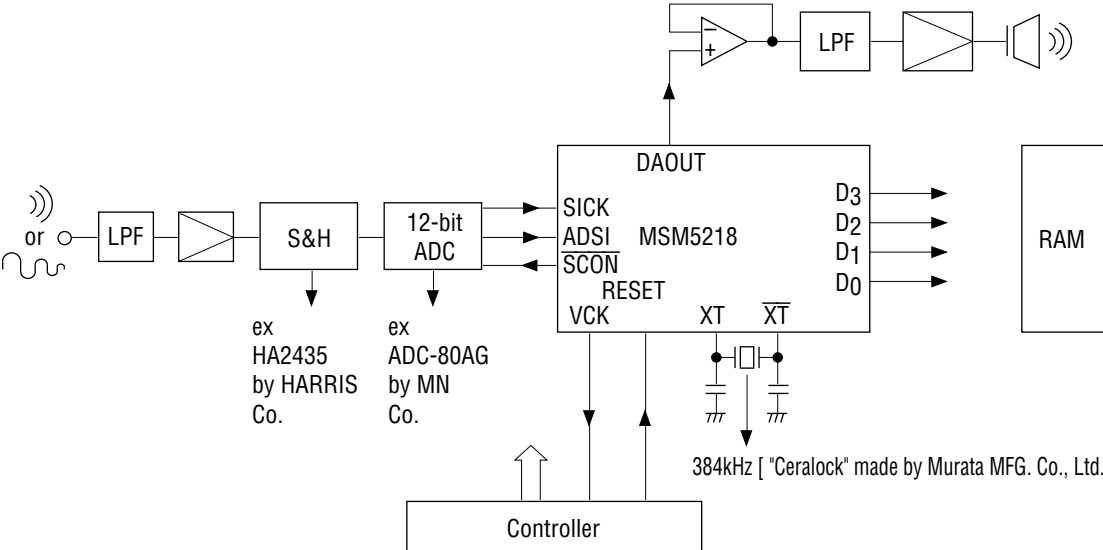 LPF
DAOUT
SICK
ADSI
SCON
MSM5218
RESET
VCK
XT
XT
D3
D2
D1
D0
RAM
or
LPF
S&H
12-bit
ADC
ex
HA2435
by HARRIS
Co.
ex
ADC-80AG
by MN
Co.
384kHz [ "Ceralock" made by Murata MFG. Co., Ltd.
Controller